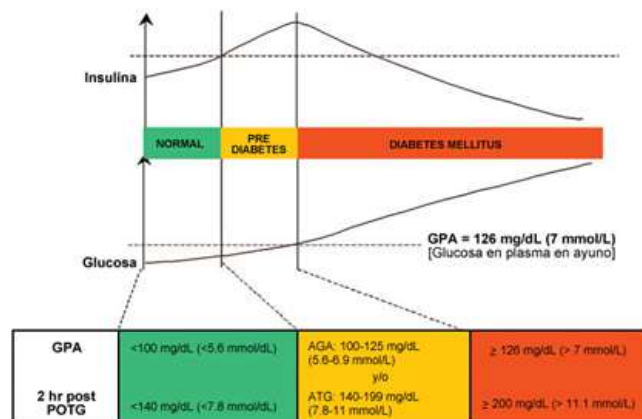 Insulina
NORMAL
PRE
DIABETES
DIABETES MELLITUS
GPA = 126 mg/dL (7 mmol/L)
[Glucosa en plasma en ayuno]
Glucosa
GPA
<100 mg/dL (<5.6 mmol/dL)
AGA: 100-125 mg/dL
(5.6-6.9 mmol/L)
≥ 126 mg/dL (> 7 mmol/L)
y/o
2 hr post
POTG
<140 mg/dL (<7.8 mmol/L)
ATG: 140-199 mg/dL
(7.8-11 mmol/L)
≥ 200 mg/dL (> 11.1 mmol/L)